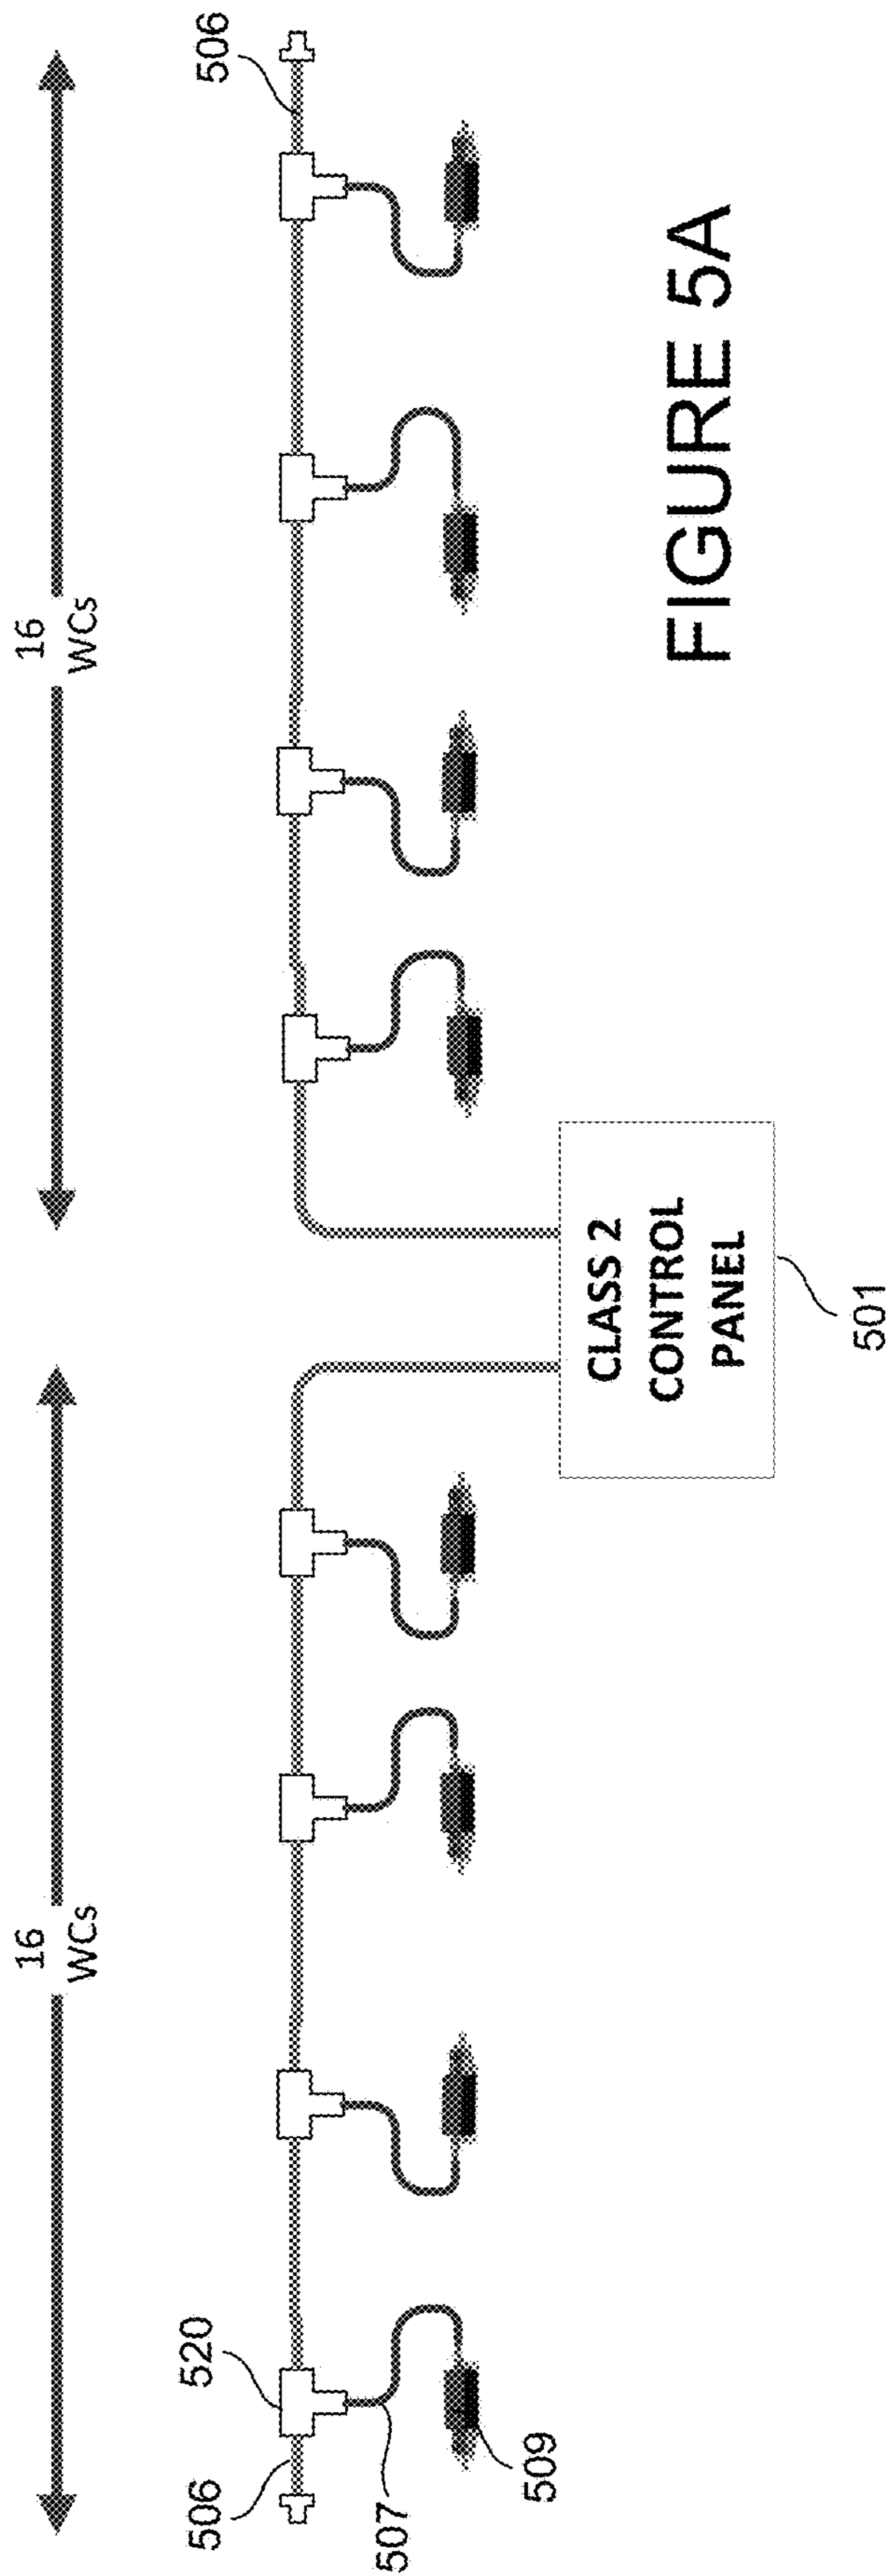 16
WCs
16
WCs
506
520
506
507
509
CLASS 2
CONTROL
PANEL
501
FIGURE 5A